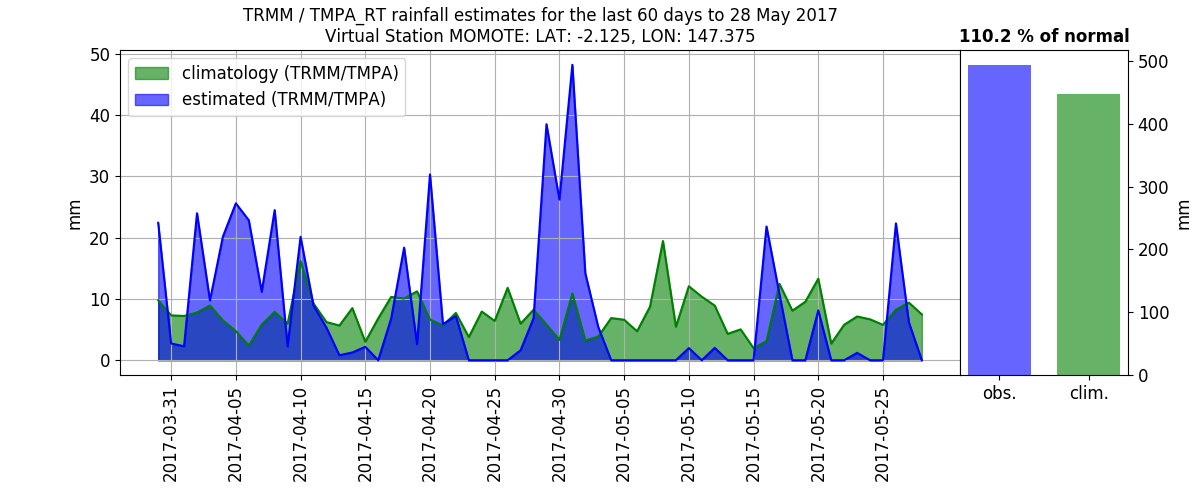 TRMM / TMPA_RT rainfall estimates for the last 60 days to 28 May 2017
Virtual Station MOMOTE: LAT: -2.125, LON: 147.375
110.2 % of normal
climatology (TRMM/TMPA)
estimated (TRMM/TMPA)
mm
50
40
30
20
10
0
2017-03-31
2017-04-05
2017-04-10
2017-04-15
2017-04-20
2017-04-25
2017-04-30
2017-05-05
2017-05-10
2017-05-15
2017-05-20
2017-05-25
obs.
clim.
500
400
300
200
100
0
mm